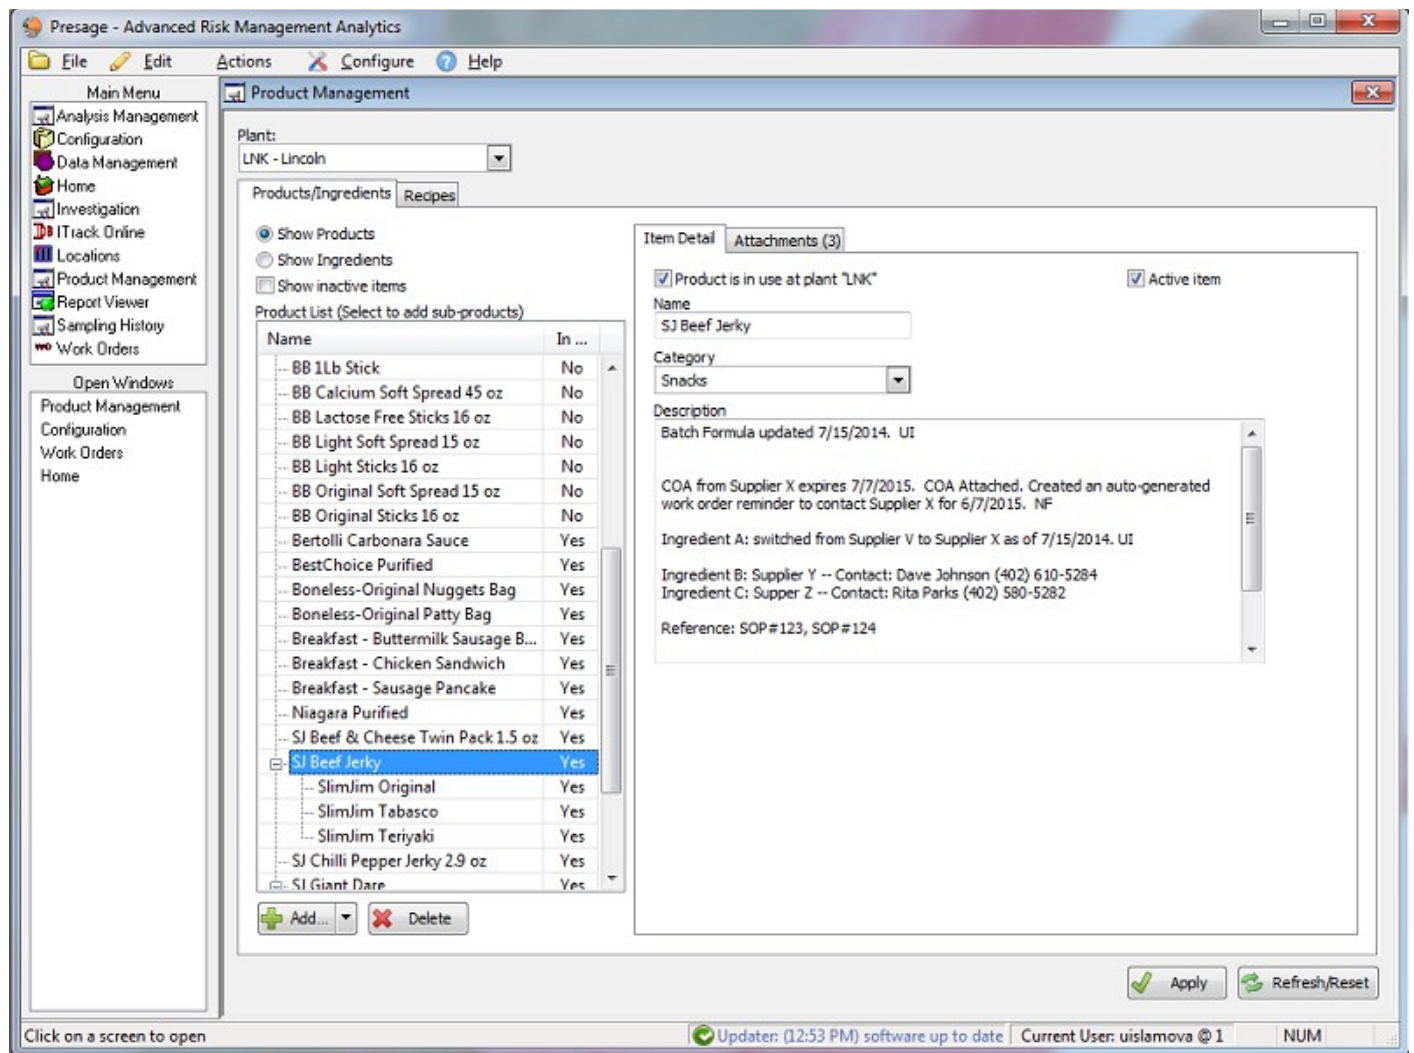 Presage - Advanced Risk Management Analytics
File Edit Actions Configure Help
Main Menu
Analysis Management
Configuration
Data Management
Home
Investigation
ITrack Online
Locations
Product Management
Report Viewer
Sampling History
Work Orders
Open Windows
Product Management
Configuration
Work Orders
Home
Product Management
Plant:
LNK - Lincoln
Products/Ingredients Recipes
Show Products
Show Ingredients
Show inactive items
Product List (Select to add sub-products)
Name In ...
BB 1Lb Stick No
BB Calcium Soft Spread 45 oz No
BB Lactose Free Sticks 16 oz No
BB Light Soft Spread 15 oz No
BB Light Sticks 16 oz No
BB Original Soft Spread 15 oz No
BB Original Sticks 16 oz No
Bertolli Carbonara Sauce Yes
BestChoice Purified Yes
Boneless-Original Nuggets Bag Yes
Boneless-Original Patty Bag Yes
Breakfast - Buttermilk Sausage B... Yes
Breakfast - Chicken Sandwich Yes
Breakfast - Sausage Pancake Yes
Niagara Purified Yes
SJ Beef & Cheese Twin Pack 1.5 oz Yes
SJ Beef Jerky Yes
SlimJim Original Yes
SlimJim Tabasco Yes
SlimJim Teriyaki Yes
SJ Chilli Pepper Jerky 2.9 oz Yes
SJ Giant Dare Yes
Add... Delete
Item Detail Attachments (3)
Product is in use at plant "LNK" Active item
Name
SJ Beef Jerky
Category
Snacks
Description
Batch Formula updated 7/15/2014. UI
COA from Supplier X expires 7/7/2015. COA Attached. Created an auto-generated
work order reminder to contact Supplier X for 6/7/2015. NF
Ingredient A: switched from Supplier V to Supplier X as of 7/15/2014. UI
Ingredient B: Supplier Y -- Contact: Dave Johnson (402) 610-5284
Ingredient C: Supper Z -- Contact: Rita Parks (402) 580-5282
Reference: SOP#123, SOP#124
Apply Refresh/Reset
Click on a screen to open Updater: (12:53 PM) software up to date Current User: uislamova @ 1 NUM